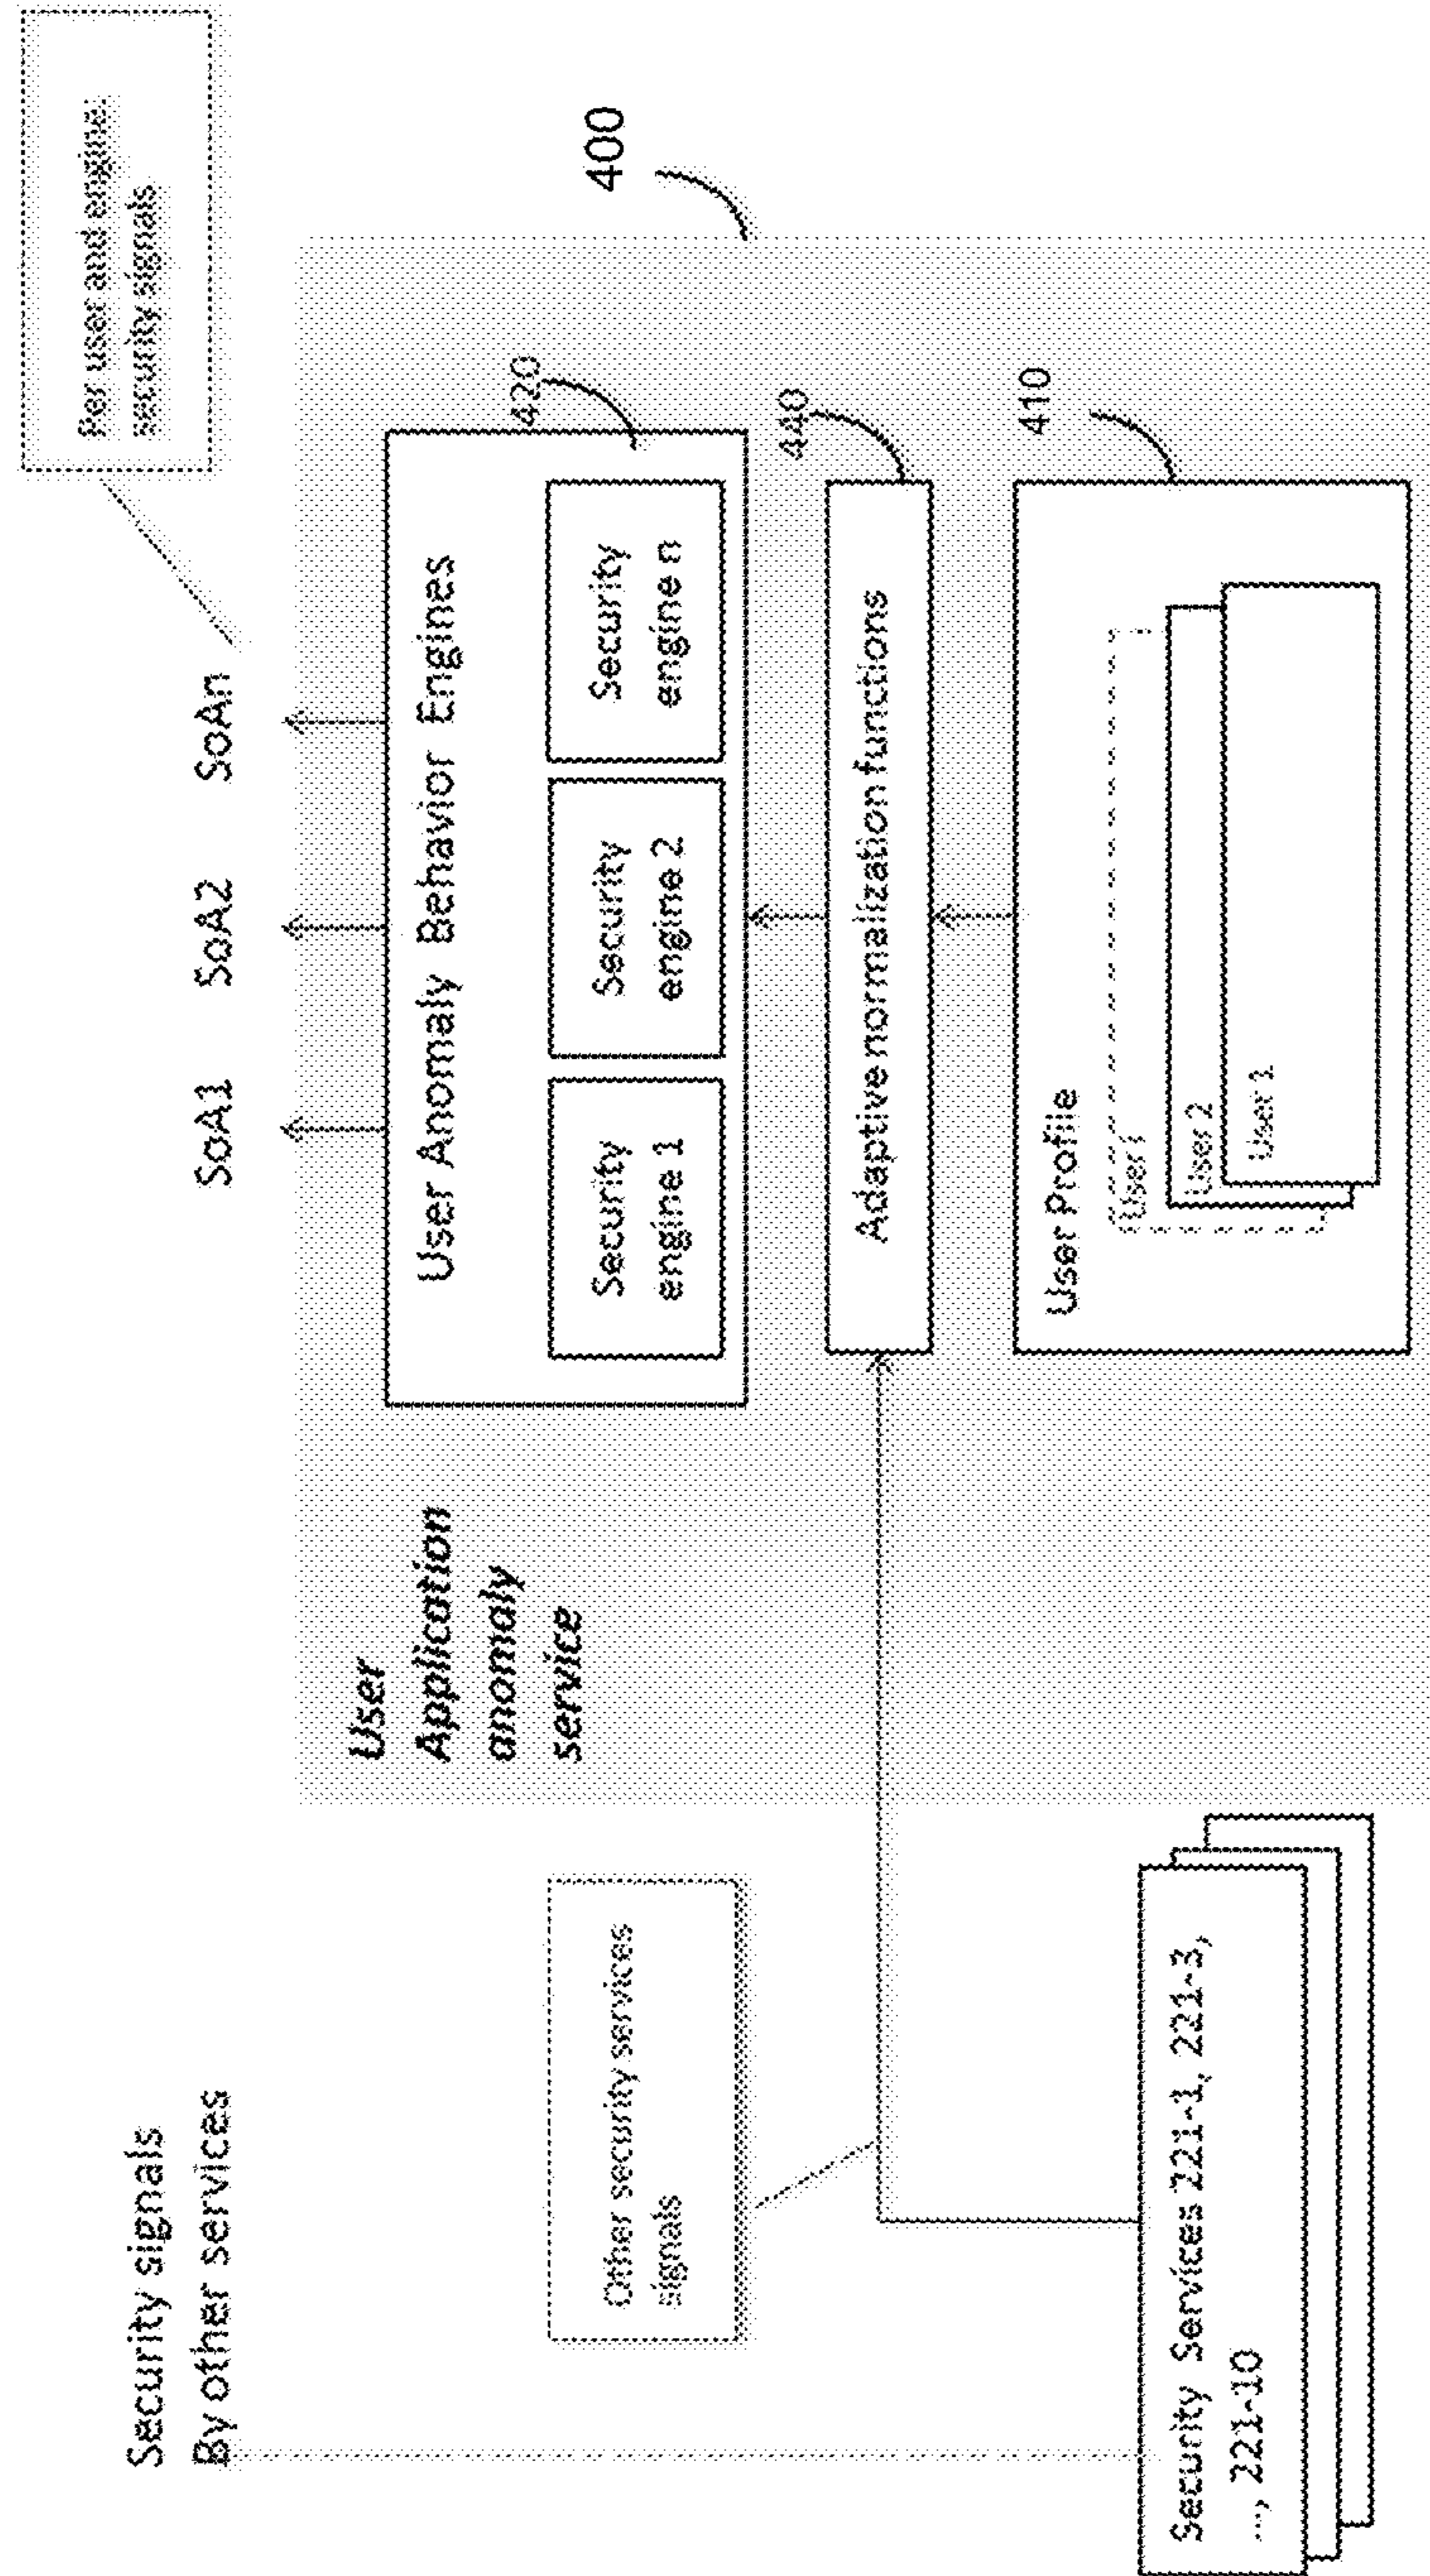 Security signals
By other services
SoA1
SoA2
SoAn
Per user and engine
security signals
400
User
Application
anomaly
service
User Anomaly Behavior Engines
420
Security
engine 1
Security
engine 2
Security
engine n
Other security services
signals
440
Adaptive normalization functions
410
User Profile
User i
User 2
User 1
Security Services 221-1, 221-3,
..., 221-10